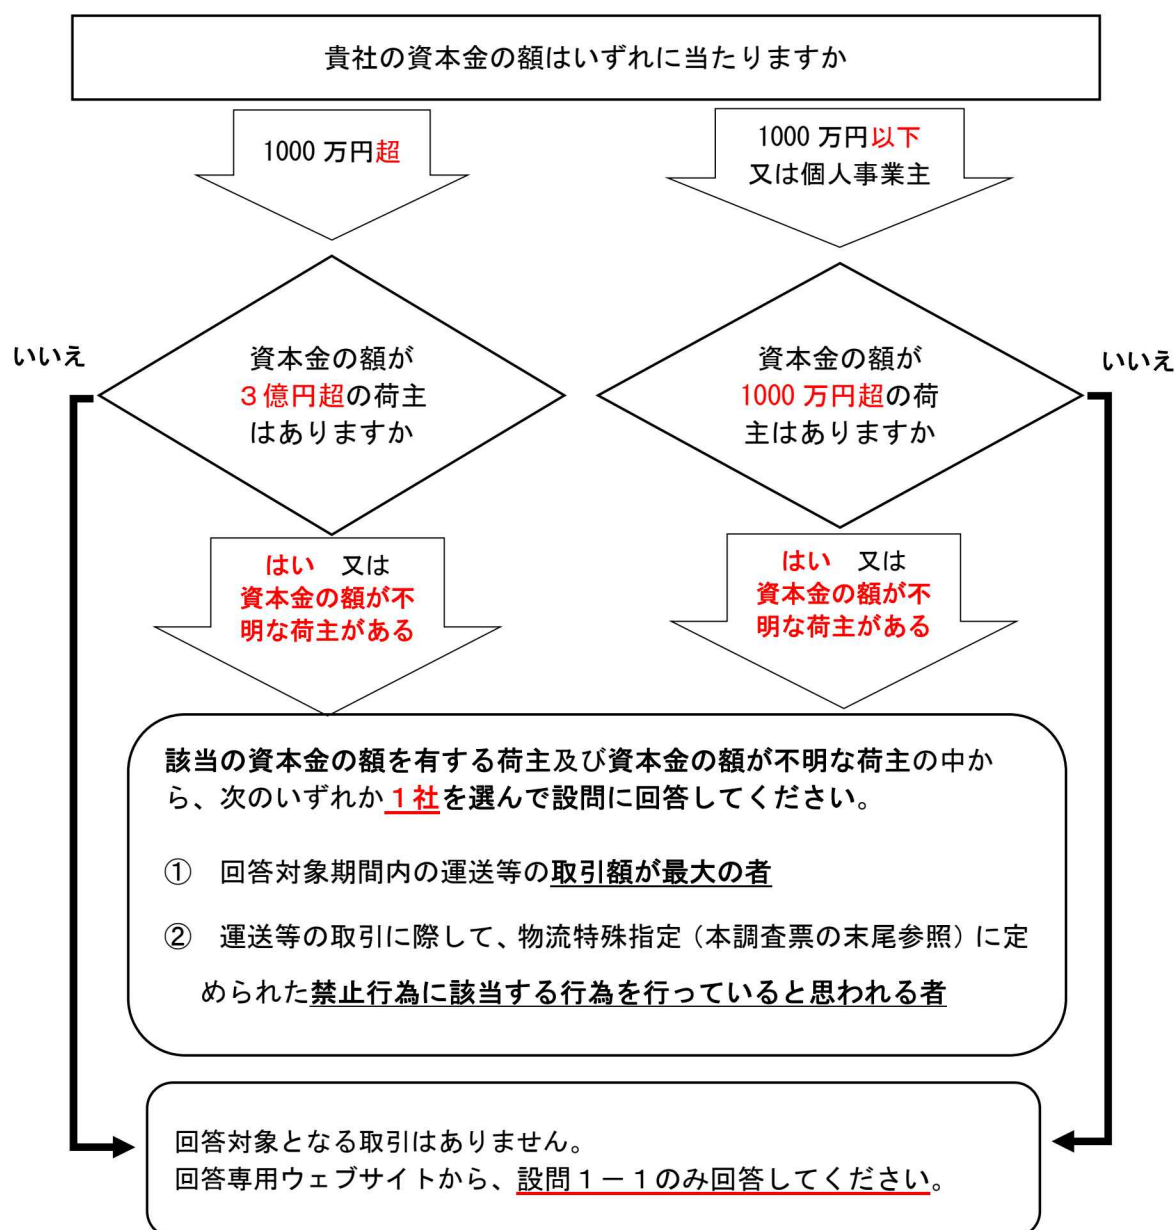 貴社の資本金の額はいずれに当たりますか
1000 万円超
1000 万円以下
又は個人事業主
いいえ
資本金の額が
３億円超の荷主
はありますか
資本金の額が
1000 万円超の荷
主はありますか
いいえ
はい　又は
資本金の額が不
明な荷主がある
はい　又は
資本金の額が不
明な荷主がある
該当の資本金の額を有する荷主及び資本金の額が不明な荷主の中か
ら、次のいずれか１社を選んで設問に回答してください。
①　回答対象期間内の運送等の取引額が最大の者
②　運送等の取引に際して、物流特殊指定（本調査票の末尾参照）に定
められた禁止行為に該当する行為を行っていると思われる者
回答対象となる取引はありません。
回答専用ウェブサイトから、設問１－１のみ回答してください。